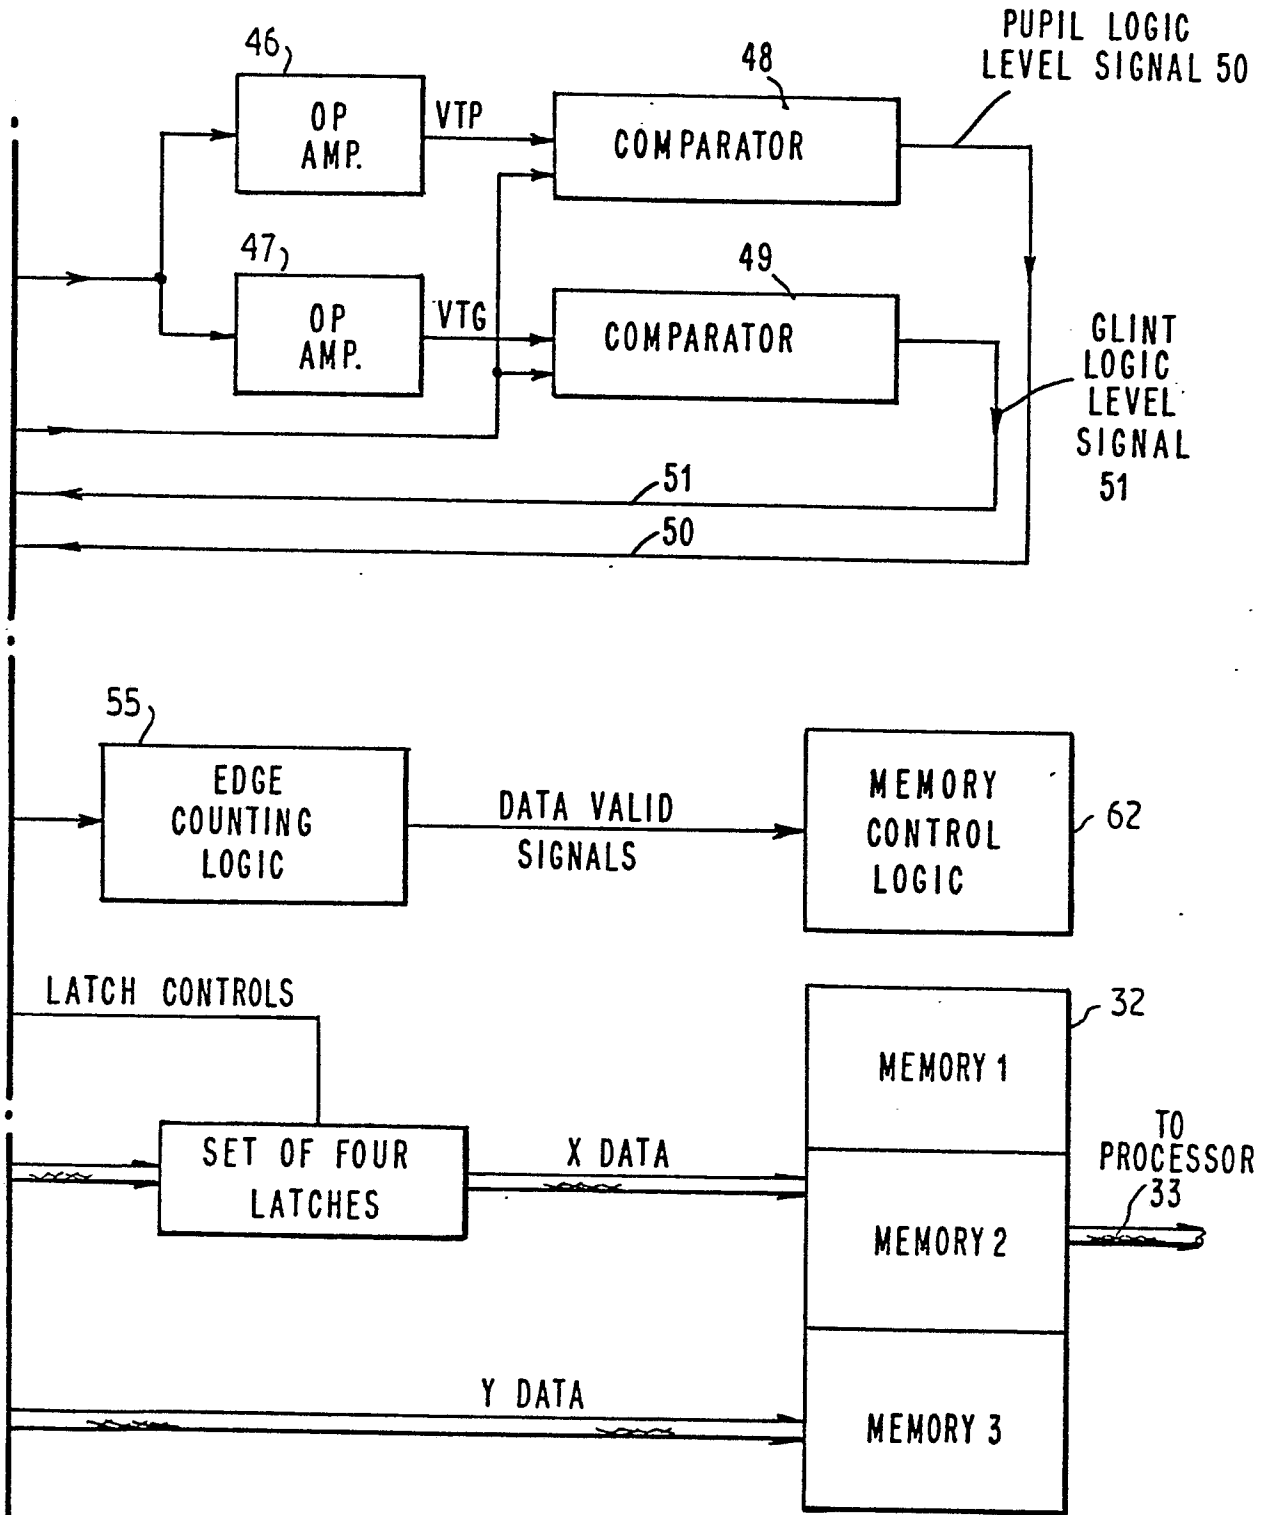 PUPIL LOGIC
LEVEL SIGNAL 50
46
48
OP
AMP.
VTP
COMPARATOR
47
49
OP
AMP.
VTG
COMPARATOR
GLINT
LOGIC
LEVEL
SIGNAL
51
51
50
55
EDGE
COUNTING
LOGIC
DATA VALID
SIGNALS
MEMORY
CONTROL
LOGIC
62
LATCH CONTROLS
32
MEMORY 1
SET OF FOUR
LATCHES
X DATA
TO
PROCESSOR
33
MEMORY 2
Y DATA
MEMORY 3